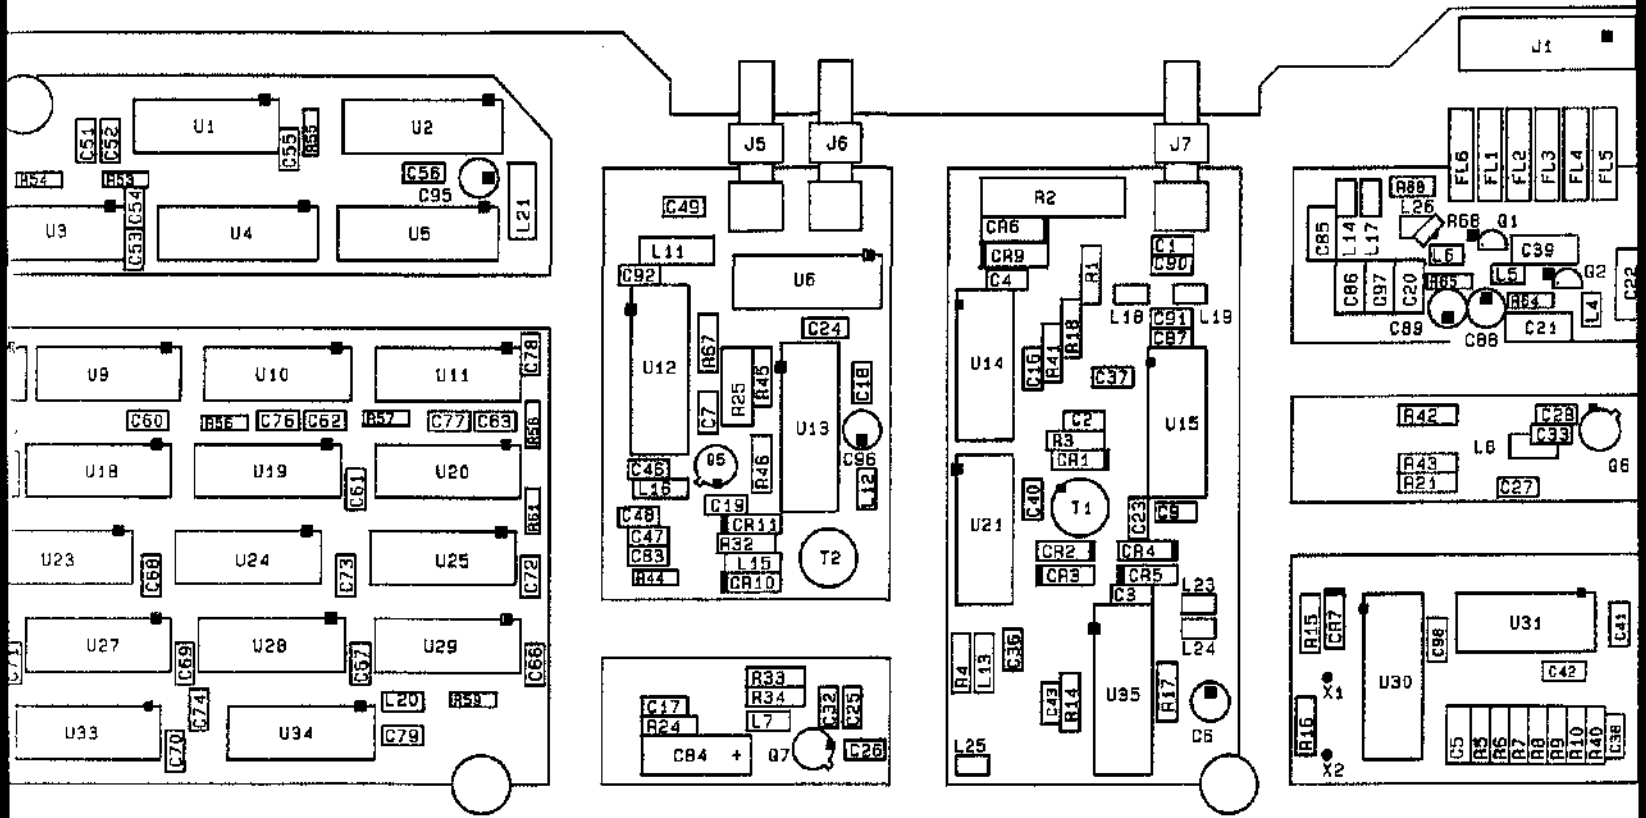 J1
J5 J6 J7
U1 U2
C51 C52 C55 R55
FL6 FL1 FL2 FL3 FL4 FL5
R54 R53 C56 C95 L21
C49 R2 R88
U3 C53 C54 U4 U5
CR6 C85 L14 L17 L26 R68 Q1
L11 CR9 C1 C90 L6 C39
C92 U6 C4 R1 L5 Q2
C86 C97 C20 R65 R64 L4 C22
L18 L19
C24 R18 C91 C87 C89 C88 C21
U9 U10 U11 C78
U12 R67 R25 R45 C18 U14 C16 R41 C37
C60 R56 C76 C62 R57 C77 C63
C7 U13 C96 C2 R3 CR1 U15
R42 C28 C33 L8 Q6
U18 U19 C61 U20
C46 L16 Q5 R46 L12 R43 R21 C27
R61
C48 C47 C83 R44 C19 CR11 R32 L15 CR10 T2
U21 C40 T1 C23 C9
U23 C68 U24 C73 U25 C72
CR2 CR4
CR3 CR5
C3 L23 L24
U27 C69 U28 C67 U29 C66
C71
R4 L13 C36 R15 CR7 C98 U31 C41
R33
R34
L7 C32 C25
C42
X1 U30
C74 L20 R59
C17
R24
C43 R14 U35 R17 C6
U33 C70 U34 C79
C84 + Q7 C26
L25
R16 X2
C5 R5 R6 R7 R8 R9 R10 R40 C38